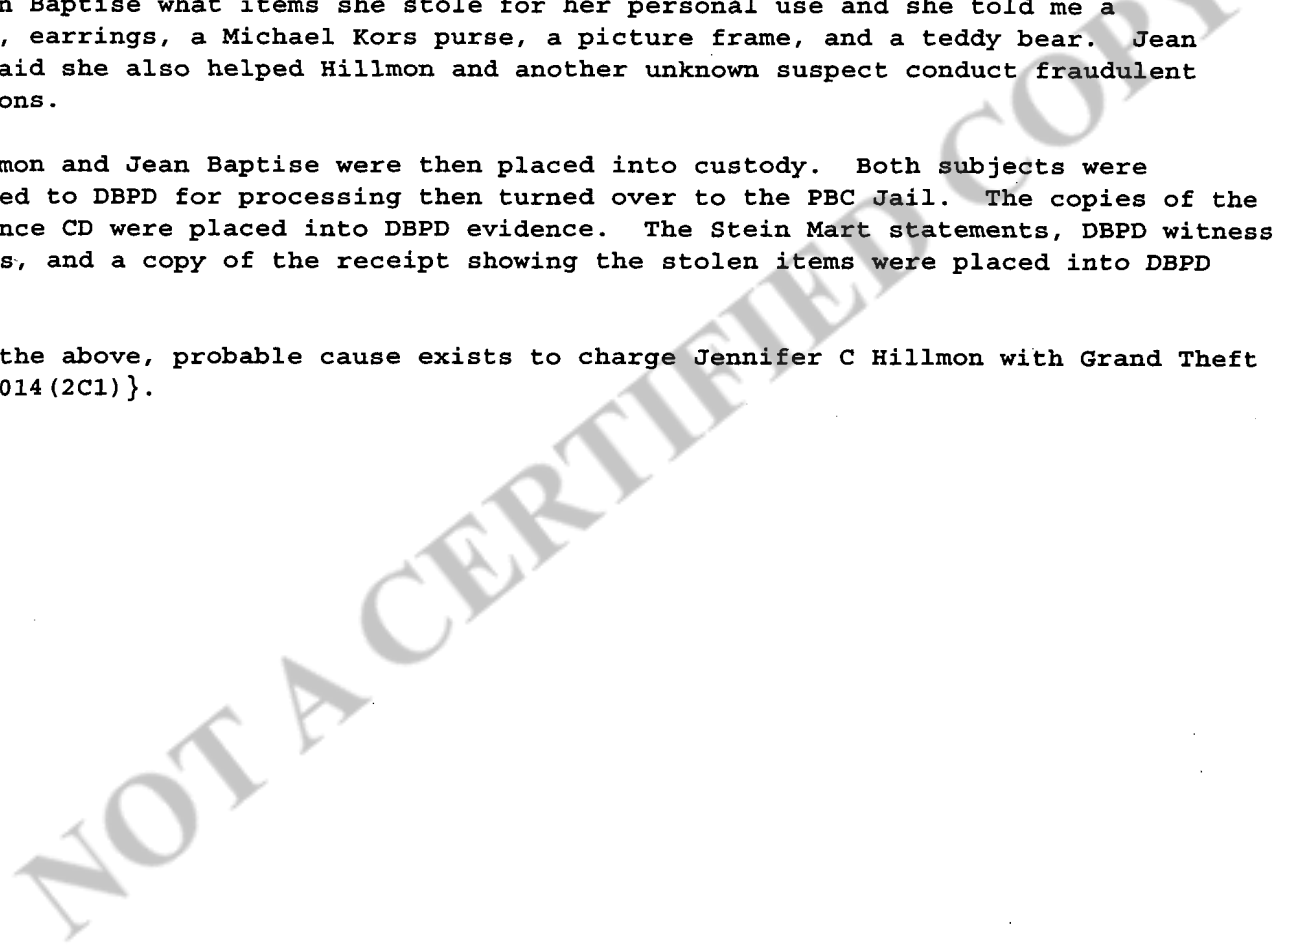 n Baptise what items she stole for her personal use and she told me a
, earrings, a Michael Kors purse, a picture frame, and a teddy bear. Jean
aid she also helped Hillmon and another unknown suspect conduct fraudulent
ons.
mon and Jean Baptise were then placed into custody. Both subjects were
ed to DBPD for processing then turned over to the PBC Jail. The copies of the
nce CD were placed into DBPD evidence. The Stein Mart statements, DBPD witness
s, and a copy of the receipt showing the stolen items were placed into DBPD
the above, probable cause exists to charge Jennifer C Hillmon with Grand Theft
014(2C1)}.
NOT A CERTIFIED COPY